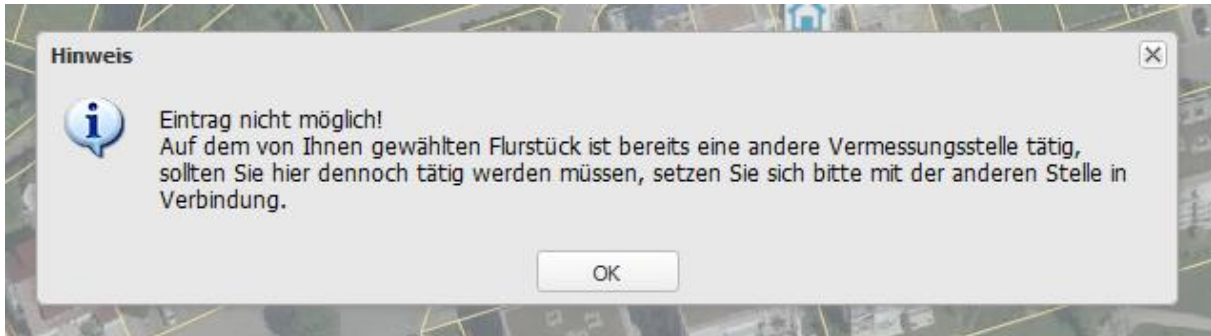 Hinweis
Eintrag nicht möglich!
Auf dem von Ihnen gewählten Flurstück ist bereits eine andere Vermessungsstelle tätig,
sollten Sie hier dennoch tätig werden müssen, setzen Sie sich bitte mit der anderen Stelle in
Verbindung.
OK